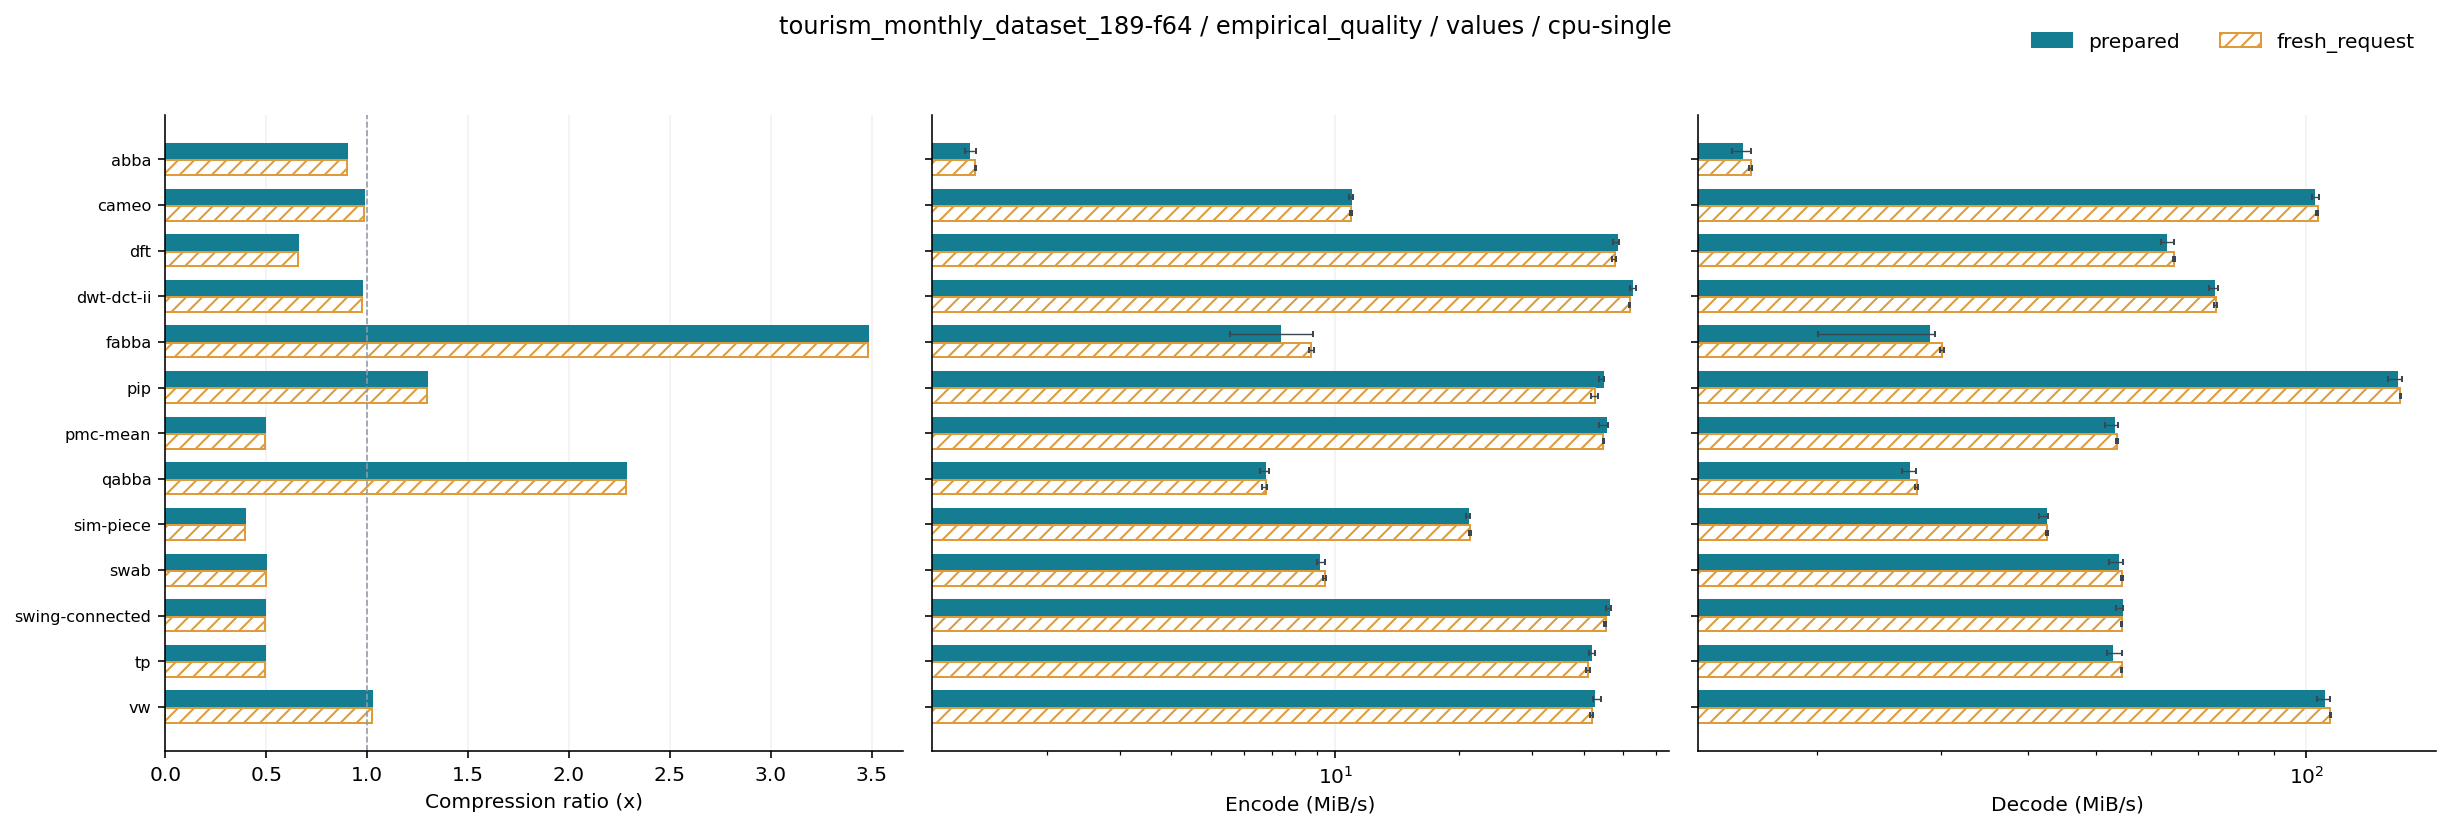 tourism_monthly_dataset_189-f64 / empirical_quality / values / cpu-single
prepared
fresh_request
abba
cameo
dft
dwt-dct-ii
fabba
pip
pmc-mean
qabba
sim-piece
swab
swing-connected
tp
vw
0.0 0.5 1.0 1.5 2.0 2.5 3.0 3.5
Compression ratio (x)
10¹
Encode (MiB/s)
10²
Decode (MiB/s)